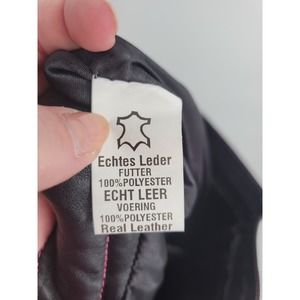 Echtes Leder
FUTTER
100%POLYESTER
ECHT LEER
VOERING
100%POLYESTER
Real Leather